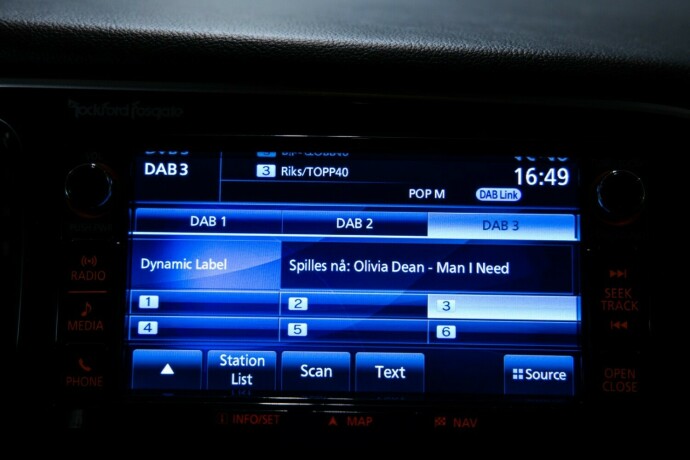 Rockford Fosgate
DAB 3
3 Riks/TOPP40
16:49
POP M DAB Link
DAB 1 DAB 2 DAB 3
Dynamic Label Spilles nå: Olivia Dean - Man I Need
1 2 3
4 5 6
RADIO
MEDIA
PHONE
SEEK
TRACK
OPEN
CLOSE
Station
List
Scan
Text
Source
i INFO/SET MAP NAV